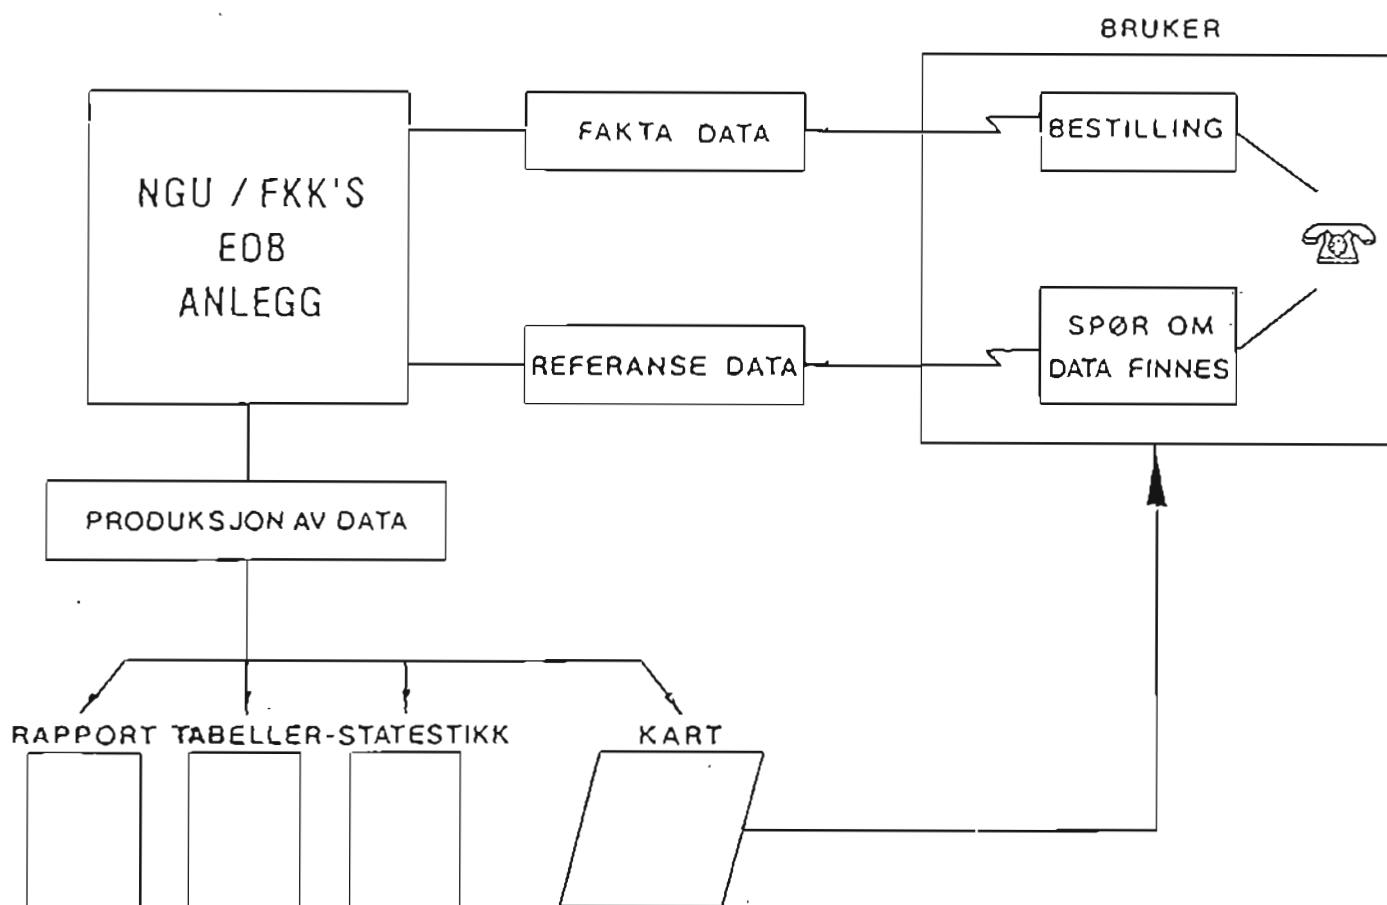 BRUKER
NGU / FKK'S
EDB
ANLEGG
FAKTA DATA
BESTILLING
REFERANSE DATA
SPØR OM
DATA FINNES
PRODUKSJON AV DATA
RAPPORT TABELLER-STATESTIKK
KART